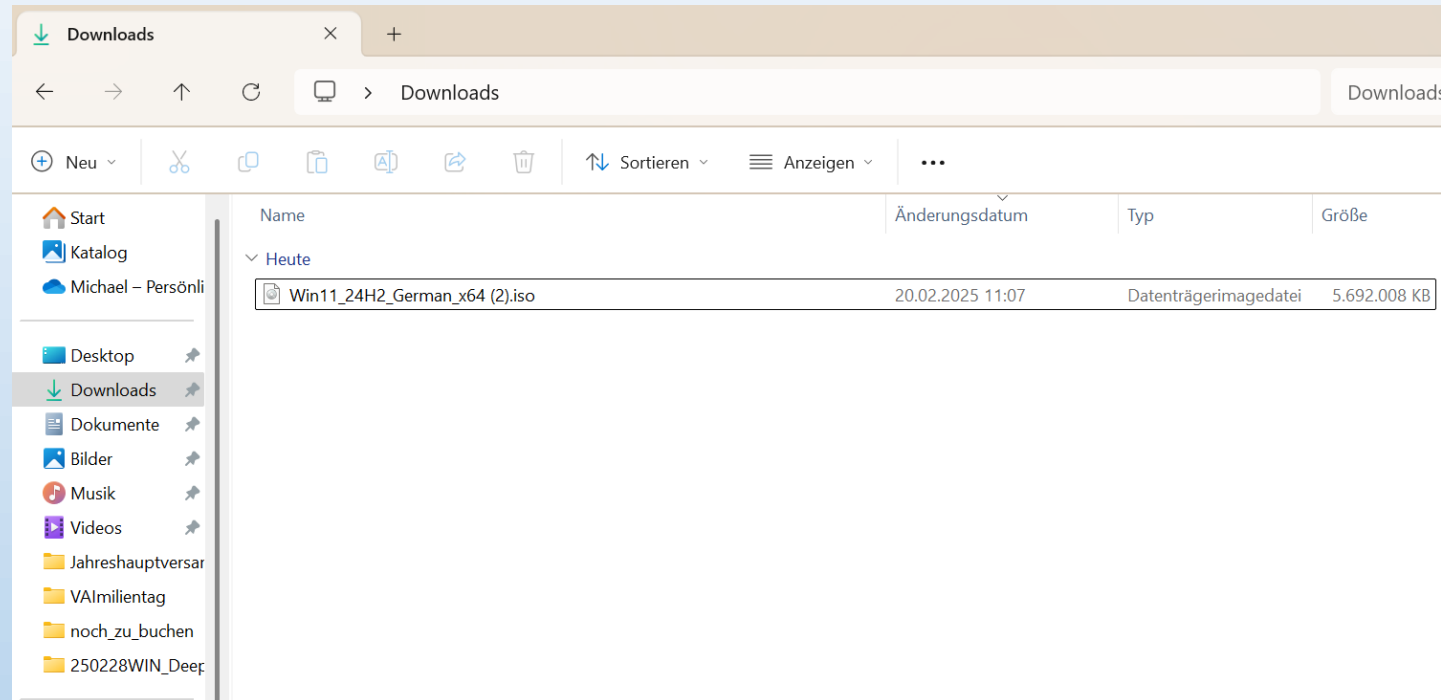 Downloads
Downloads
Downloads
Neu
Sortieren
Anzeigen
Start
Katalog
Michael – Persönli
Desktop
Downloads
Dokumente
Bilder
Musik
Videos
Jahreshauptversar
VAImilientag
noch_zu_buchen
250228WIN_Deep
Name Änderungsdatum Typ Größe
Heute
Win11_24H2_German_x64 (2).iso 20.02.2025 11:07 Datenträgerimagedatei 5.692.008 KB